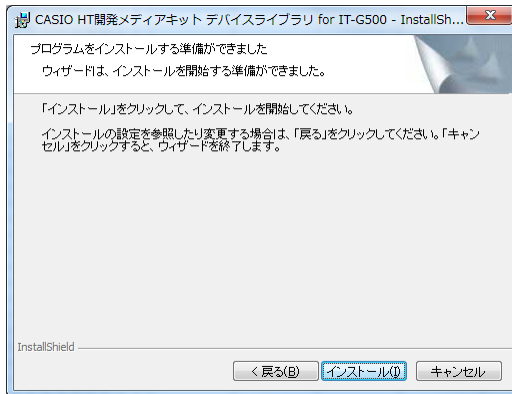 CASIO HT開発メディアキット デバイスライブラリ for IT-G500 - InstallSh...
プログラムをインストールする準備ができました
ウィザードは、インストールを開始する準備ができました。
「インストール」をクリックして、インストールを開始してください。
インストールの設定を参照したり変更する場合は、「戻る」をクリックしてください。「キャン
セル」をクリックすると、ウィザードを終了します。
InstallShield
< 戻る(B) インストール(I) キャンセル